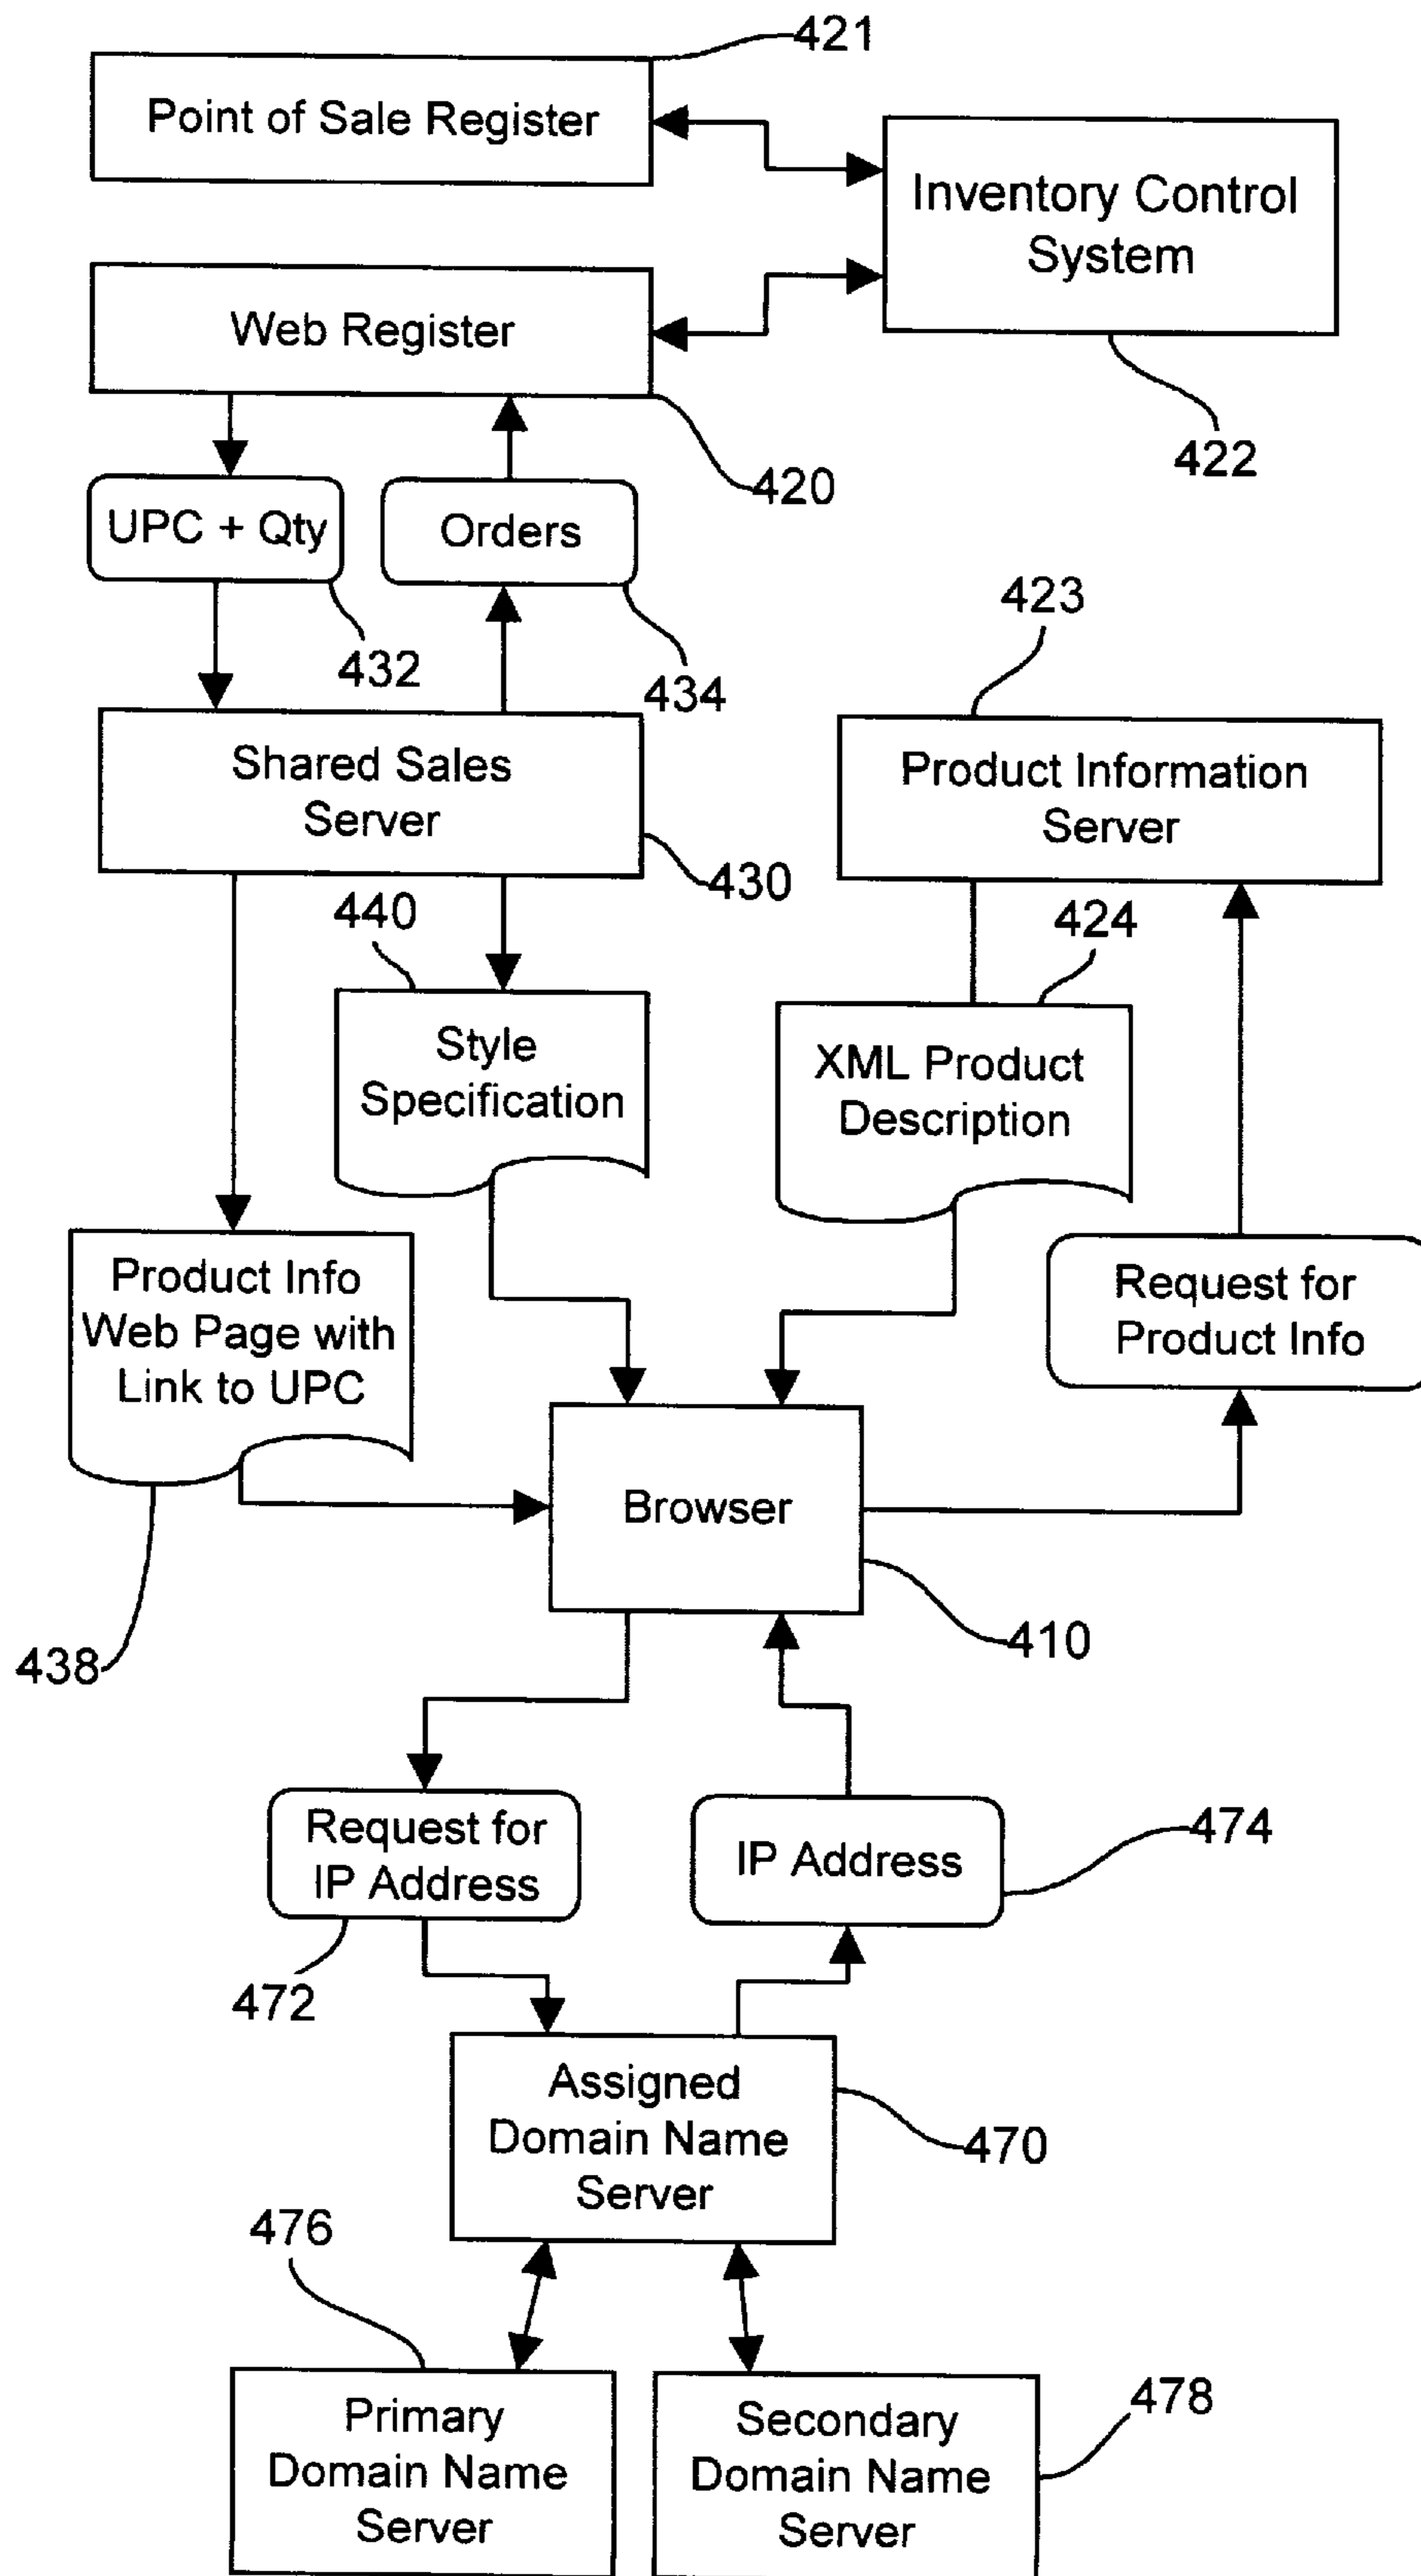 421
Point of Sale Register
Inventory Control
System
Web Register
422
420
UPC + Qty
Orders
423
432
434
Shared Sales
Server
Product Information
Server
430
440
424
Style
Specification
XML Product
Description
Product Info
Web Page with
Link to UPC
Request for
Product Info
Browser
410
438
Request for
IP Address
IP Address
474
472
Assigned
Domain Name
Server
470
476
Primary
Domain Name
Server
Secondary
Domain Name
Server
478